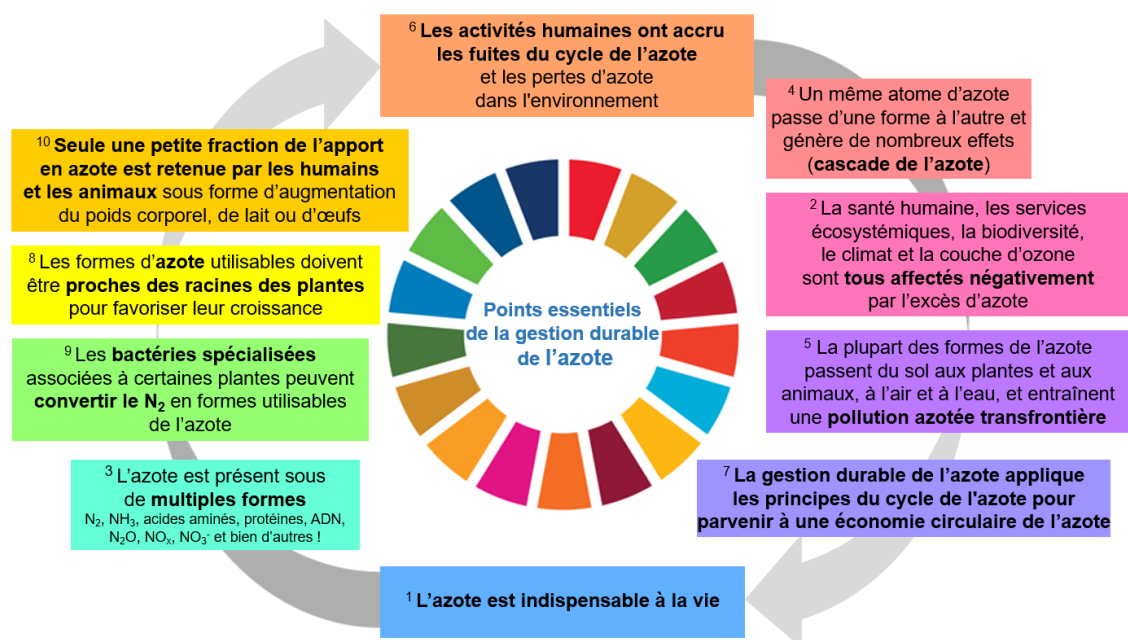 ⁶ Les activités humaines ont accru
les fuites du cycle de l’azote
et les pertes d’azote
dans l'environnement
⁴ Un même atome d’azote
passe d’une forme à l’autre et
génère de nombreux effets
(cascade de l’azote)
² La santé humaine, les services
écosystémiques, la biodiversité,
le climat et la couche d’ozone
sont tous affectés négativement
par l’excès d’azote
⁵ La plupart des formes de l’azote
passent du sol aux plantes et aux
animaux, à l’air et à l’eau, et entraînent
une pollution azotée transfrontière
⁷ La gestion durable de l’azote applique
les principes du cycle de l'azote pour
parvenir à une économie circulaire de l’azote
¹ L’azote est indispensable à la vie
³ L’azote est présent sous
de multiples formes
N₂, NH₃, acides aminés, protéines, ADN,
N₂O, NOₓ, NO₃⁻ et bien d’autres !
⁹ Les bactéries spécialisées
associées à certaines plantes peuvent
convertir le N₂ en formes utilisables
de l’azote
⁸ Les formes d’azote utilisables doivent
être proches des racines des plantes
pour favoriser leur croissance
¹⁰ Seule une petite fraction de l’apport
en azote est retenue par les humains
et les animaux sous forme d’augmentation
du poids corporel, de lait ou d’œufs
Points essentiels
de la gestion durable
de l’azote